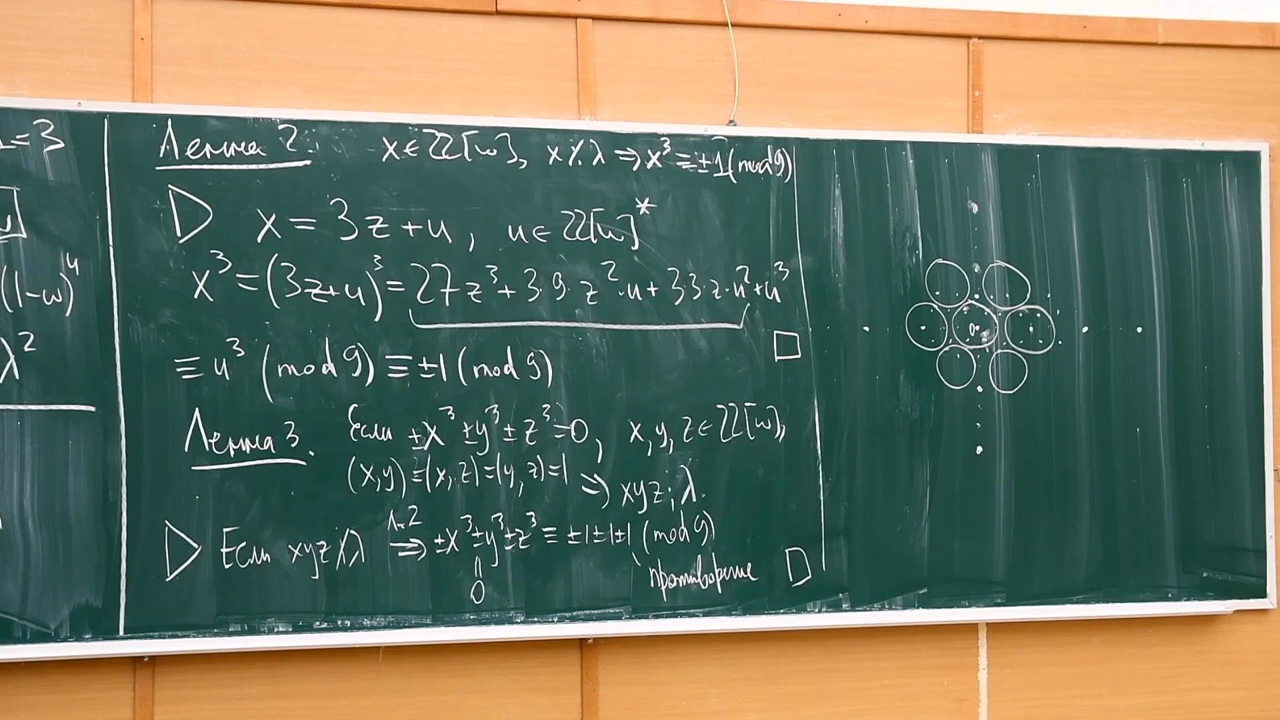 =3
(1-ω)⁴
λ²
Лемма 2. x∈ℤ[ω], x⋮̸λ ⇒ x³≡±1(mod 9)
▷ x=3z+u, u∈ℤ[ω]*
x³=(3z+u)³=27z³+3·9·z²·u+3·3·z·u²+u³
≡u³(mod 9)≡±1(mod 9) □
Лемма 3. Если ±x³±y³±z³=0, x,y,z∈ℤ[ω],
(x,y)=(x,z)=(y,z)=1 ⇒ xyz⋮λ.
▷ Если xyz⋮̸λ ⇒ ±x³±y³±z³≡±1±1±1 (mod 9)
Л.2
0
противоречие □